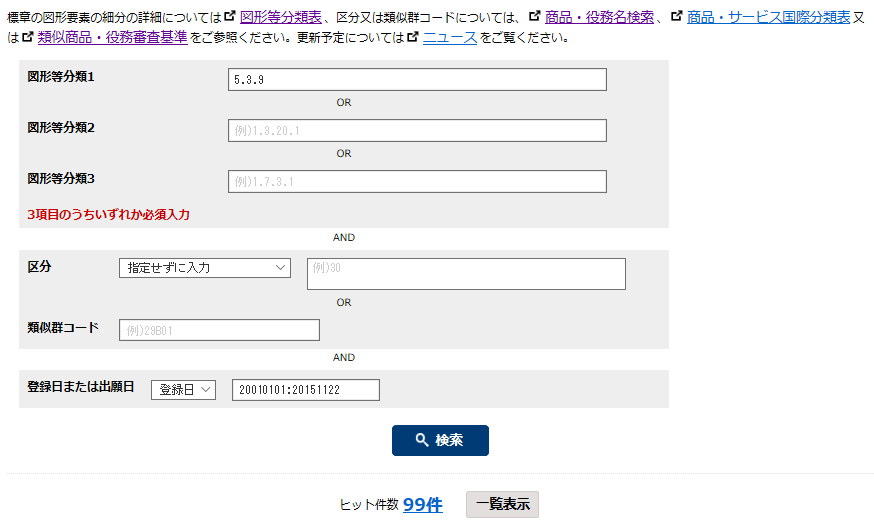 標章の図形要素の細分の詳細については 図形等分類表 、区分又は類似群コードについては、 商品・役務名検索 、 商品・サービス国際分類表 又
は 類似商品・役務審査基準 をご参照ください。更新予定については ニュース をご覧ください。
図形等分類1 5.3.9
OR
図形等分類2 例)1.3.20.1
OR
図形等分類3 例)1.7.3.1
3項目のうちいずれか必須入力
AND
区分 指定せずに入力 例)30
OR
類似群コード 例)29B01
AND
登録日または出願日 登録日 20010101:20151122
検索
ヒット件数 99件 一覧表示